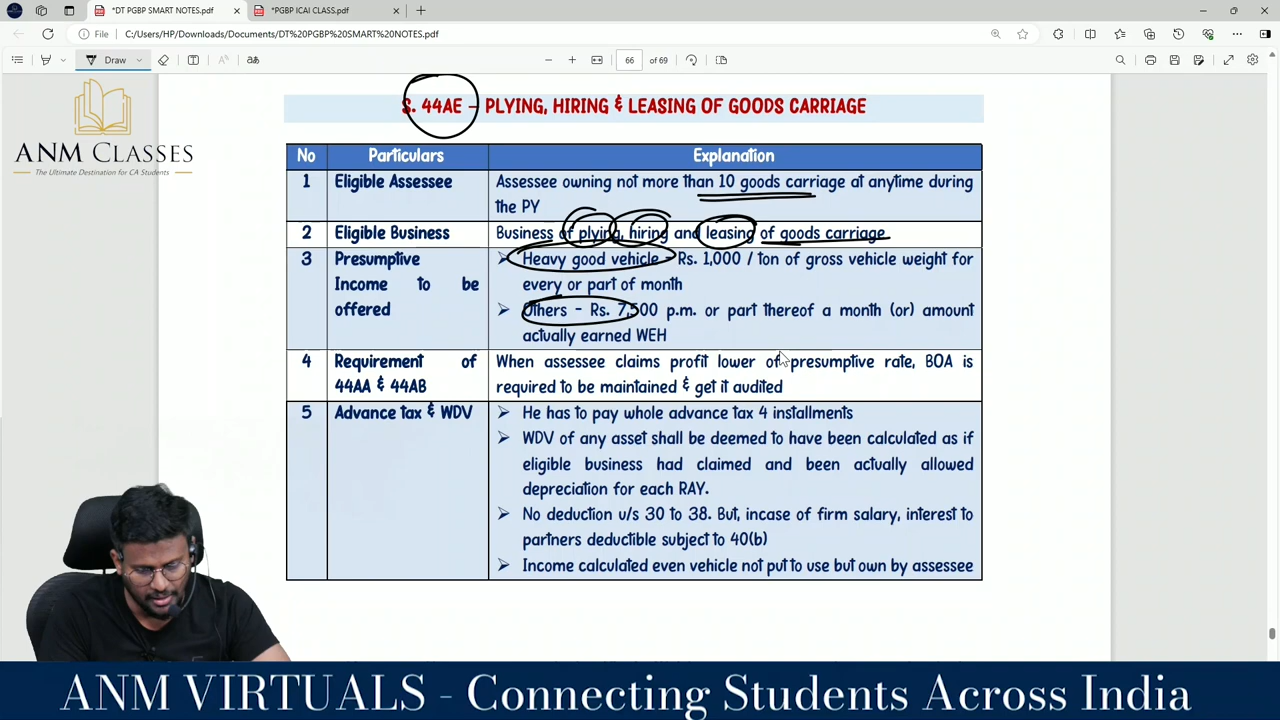 *DT PGBP SMART NOTES.pdf
*PGBP ICAI CLASS.pdf
File
C:/Users/HP/Downloads/Documents/DT%20PGBP%20SMART%20NOTES.pdf
Draw
66 of 69
ANM CLASSES
The Ultimate Destination for CA Students
S. 44AE – PLYING, HIRING & LEASING OF GOODS CARRIAGE
No Particulars Explanation
1 Eligible Assessee Assessee owning not more than 10 goods carriage at anytime during
the PY
2 Eligible Business Business of plying, hiring and leasing of goods carriage
3 Presumptive ➢ Heavy good vehicle – Rs. 1,000 / ton of gross vehicle weight for
Income to be every or part of month
offered ➢ Others – Rs. 7,500 p.m. or part thereof a month (or) amount
actually earned WEH
4 Requirement of When assessee claims profit lower of presumptive rate, BOA is
44AA & 44AB required to be maintained & get it audited
5 Advance tax & WDV ➢ He has to pay whole advance tax 4 installments
➢ WDV of any asset shall be deemed to have been calculated as if
eligible business had claimed and been actually allowed
depreciation for each RAY.
➢ No deduction u/s 30 to 38. But, incase of firm salary, interest to
partners deductible subject to 40(b)
➢ Income calculated even vehicle not put to use but own by assessee
ANM VIRTUALS - Connecting Students Across India